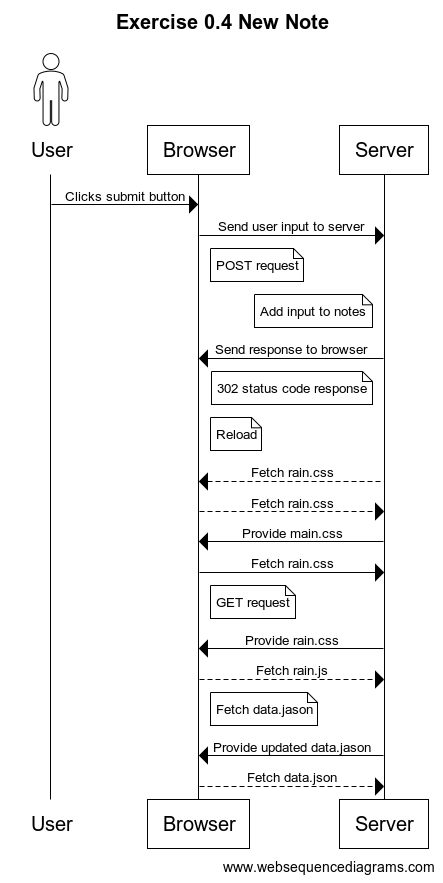 Exercise 0.4 New Note
User
Browser
Server
Clicks submit button
Send user input to server
POST request
Add input to notes
Send response to browser
302 status code response
Reload
Fetch rain.css
Fetch rain.css
Provide main.css
Fetch rain.css
GET request
Provide rain.css
Fetch rain.js
Fetch data.jason
Provide updated data.jason
Fetch data.json
User
Browser
Server
www.websequencediagrams.com